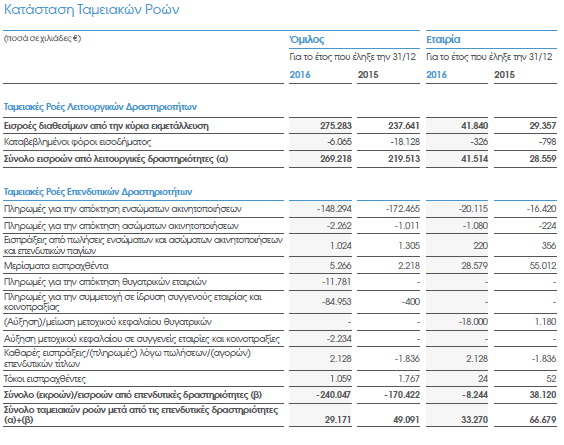 Κατάσταση Ταμειακών Ροών
(ποσά σε χιλιάδες €) Όμιλος Εταιρία
Για το έτος που έληξε την 31/12 Για το έτος που έληξε την 31/12
2016 2015 2016 2015
Ταμειακές Ροές Λειτουργικών Δραστηριοτήτων
Εισροές διαθεσίμων από την κύρια εκμετάλλευση 275.283 237.641 41.840 29.357
Καταβεβλημένοι φόροι εισοδήματος -6.065 -18.128 -326 -798
Σύνολο εισροών από λειτουργικές δραστηριότητες (α) 269.218 219.513 41.514 28.559
Ταμειακές Ροές Επενδυτικών Δραστηριοτήτων
Πληρωμές για την απόκτηση ενσώματων ακινητοποιήσεων -148.294 -172.465 -20.115 -16.420
Πληρωμές για την απόκτηση ασώματων ακινητοποιήσεων -2.262 -1.011 -1.080 -224
Εισπράξεις από πωλήσεις ενσώματων και ασώματων ακινητοποιήσεων
και επενδυτικών παγίων 1.024 1.305 220 356
Μερίσματα εισπραχθέντα 5.266 2.218 28.579 55.012
Πληρωμές για την απόκτηση θυγατρικών εταιριών -11.781 - - -
Πληρωμές για την συμμετοχή σε ίδρυση συγγενούς εταιρίας και
κοινοπραξίας -84.953 -400 - -
(Αύξηση)/μείωση μετοχικού κεφαλαίου θυγατρικών - - -18.000 1.180
Αύξηση μετοχικού κεφαλαίου σε συγγενείς εταιρίες και κοινοπραξίες -2.234 - - -
Καθαρές εισπράξεις/(πληρωμές) λόγω πωλήσεων/(αγορών)
επενδυτικών τίτλων 2.128 -1.836 2.128 -1.836
Τόκοι εισπραχθέντες 1.059 1.767 24 52
Σύνολο (εκροών)/εισροών από επενδυτικές δραστηριότητες (β) -240.047 -170.422 -8.244 38.120
Σύνολο ταμειακών ροών μετά από τις επενδυτικές δραστηριότητες
(α)+(β) 29.171 49.091 33.270 66.679